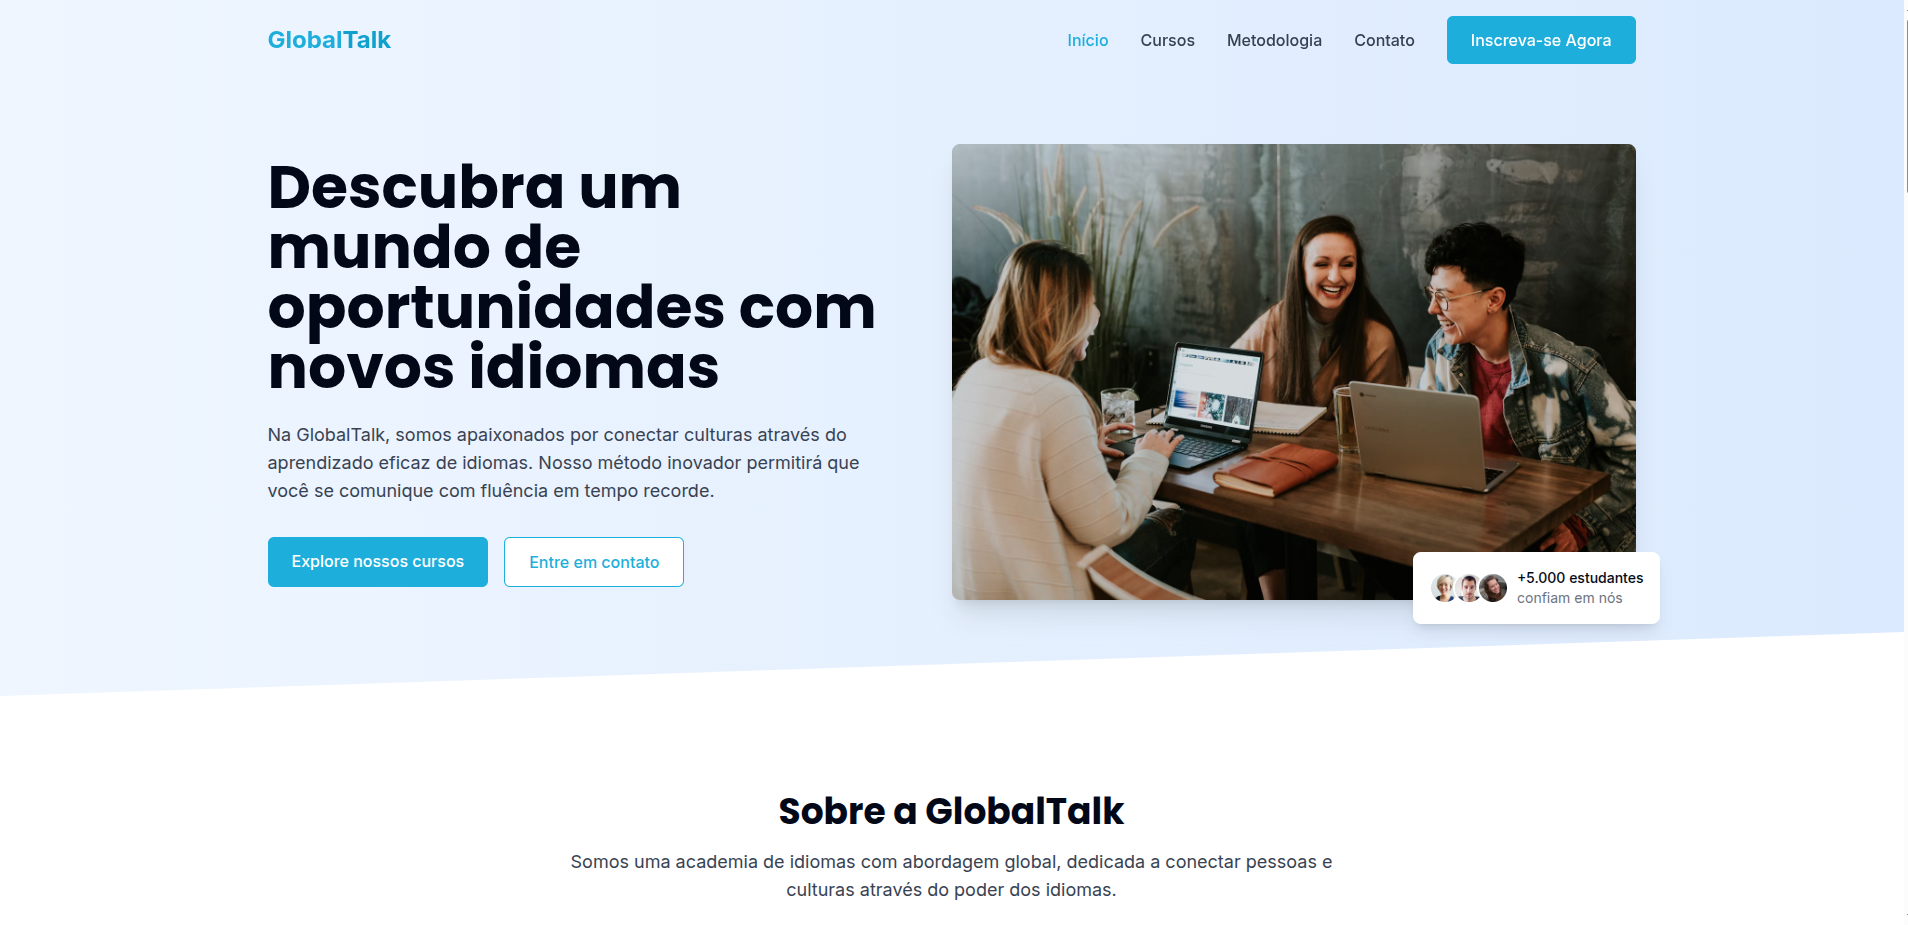 GlobalTalk
Início
Cursos
Metodologia
Contato
Inscreva-se Agora
Descubra um
mundo de
oportunidades com
novos idiomas
Na GlobalTalk, somos apaixonados por conectar culturas através do
aprendizado eficaz de idiomas. Nosso método inovador permitirá que
você se comunique com fluência em tempo recorde.
Explore nossos cursos
Entre em contato
+5.000 estudantes
confiam em nós
Sobre a GlobalTalk
Somos uma academia de idiomas com abordagem global, dedicada a conectar pessoas e
culturas através do poder dos idiomas.